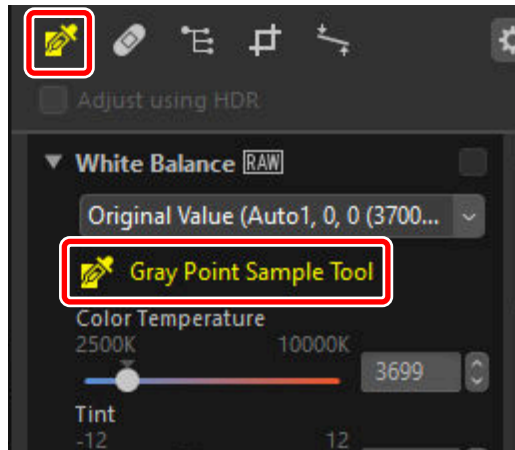 Adjust using HDR
White Balance RAW
Original Value (Auto1, 0, 0 (3700...
Gray Point Sample Tool
Color Temperature
2500K 10000K
3699
Tint
-12 12